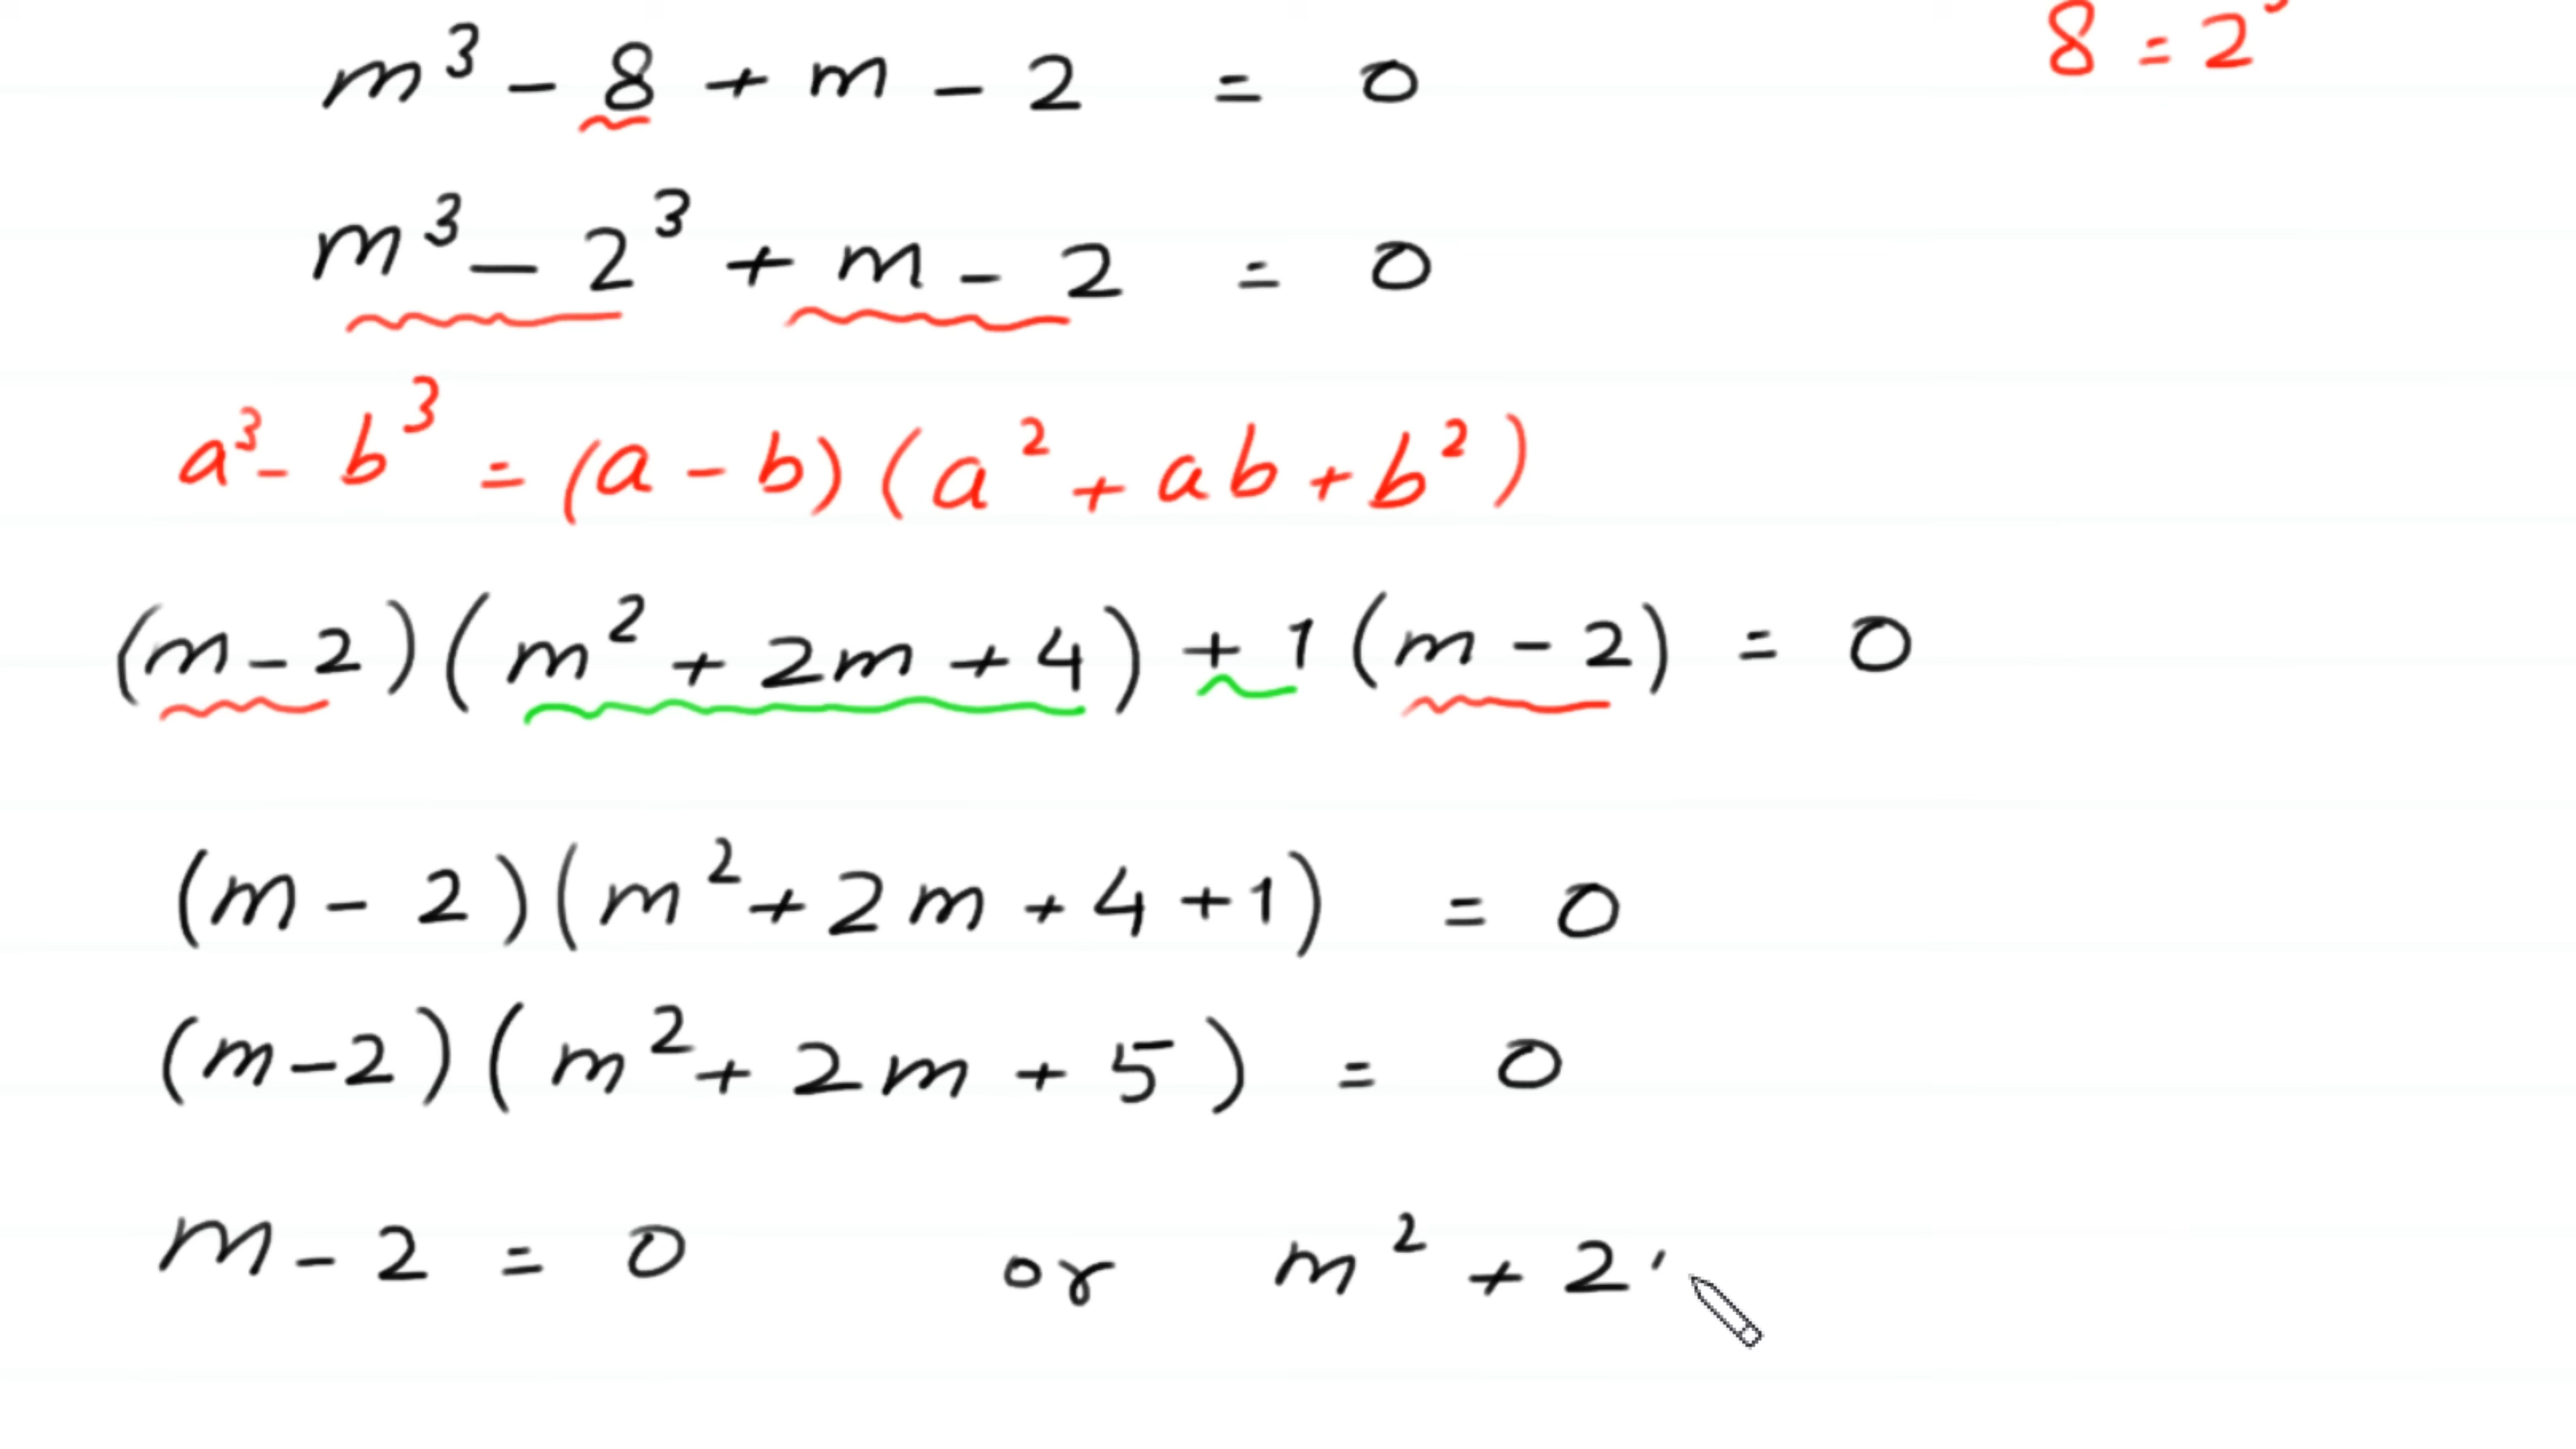 m³ - 8 + m - 2 = 0
8 = 2³
m³ - 2³ + m - 2 = 0
a³ - b³ = (a - b)(a² + ab + b²)
(m - 2)(m² + 2m + 4) + 1(m - 2) = 0
(m - 2)(m² + 2m + 4 + 1) = 0
(m - 2)(m² + 2m + 5) = 0
m - 2 = 0 or m² + 2